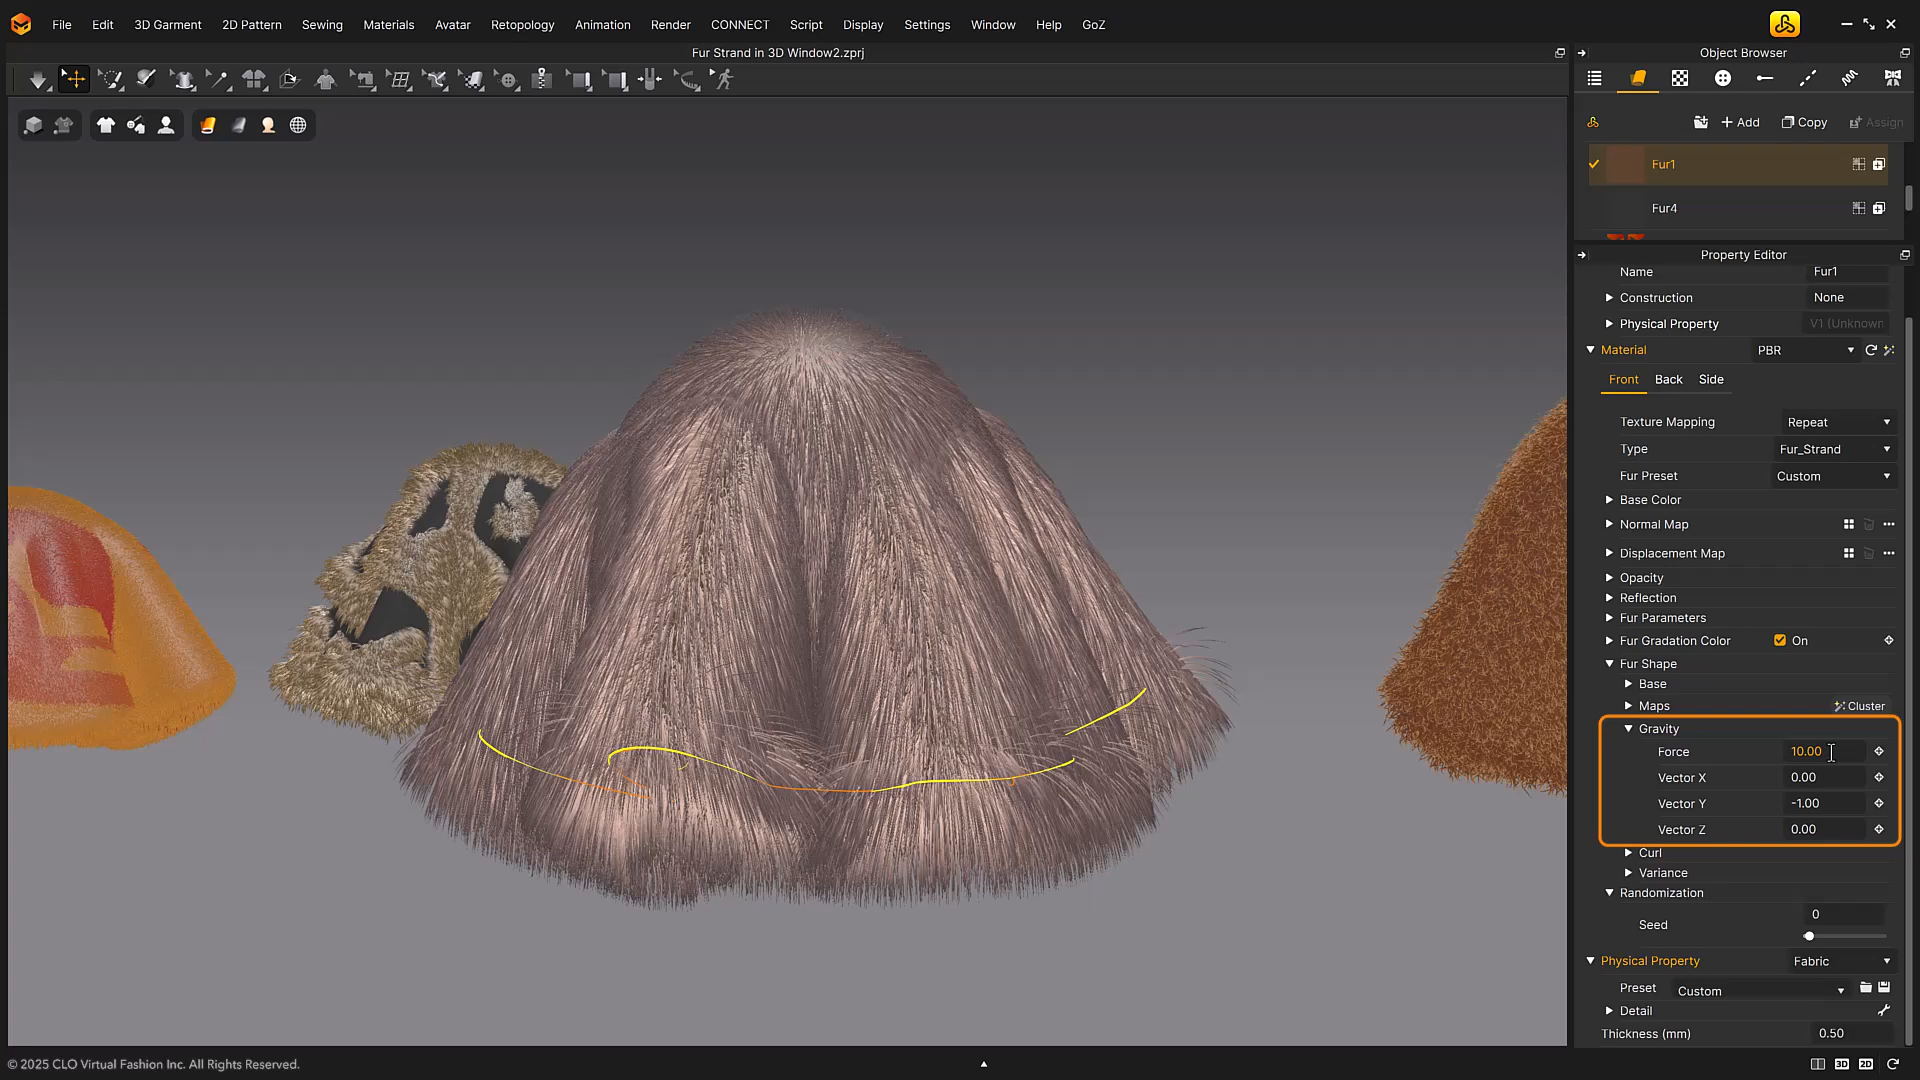 File Edit 3D Garment 2D Pattern Sewing Materials Avatar Retopology Animation Render CONNECT Script Display Settings Window Help GoZ
Fur Strand in 3D Window2.zprj
Object Browser
+ Add Copy Assign
Fur1
Fur4
Property Editor
Name Fur1
Construction None
Physical Property V1 (Unknown
Material PBR
Front Back Side
Texture Mapping Repeat
Type Fur_Strand
Fur Preset Custom
Base Color
Normal Map
Displacement Map
Opacity
Reflection
Fur Parameters
Fur Gradation Color On
Fur Shape
Base
Maps Cluster
Gravity
Force 10.00
Vector X 0.00
Vector Y -1.00
Vector Z 0.00
Curl
Variance
Randomization
Seed 0
Physical Property Fabric
Preset Custom
Detail
Thickness (mm) 0.50
© 2025 CLO Virtual Fashion Inc. All Rights Reserved.
3D 2D